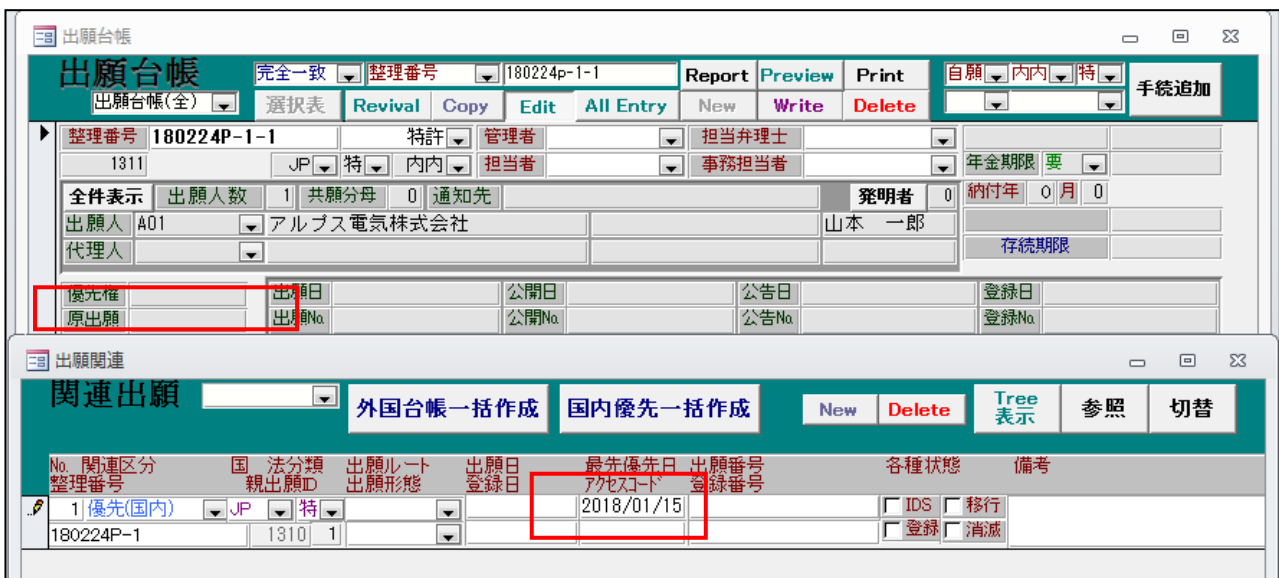 出願台帳
出願台帳 完全一致 整理番号 180224p-1-1 Report Preview Print 自願 内内 特 手続追加
出願台帳(全) 選択表 Revival Copy Edit All Entry New Write Delete
整理番号 180224P-1-1 特許 管理者 担当弁理士
1311 JP 特 内内 担当者 事務担当者 年金期限 要
全件表示 出願人数 1 共願分母 0 通知先 発明者 0 納付年 0 月 0
出願人 A01 アルプス電気株式会社 山本 一郎
代理人 存続期限
優先権 出願日 公開日 公告日 登録日
原出願 出願No. 公開No. 公告No. 登録No.
出願関連
関連出願 外国台帳一括作成 国内優先一括作成 New Delete Tree表示 参照 切替
No. 関連区分 国 法分類 出願ルート 出願日 最先優先日 出願番号 各種状態 備考
整理番号 親出願ID 出願形態 登録日 アクセスコード 登録番号
1 優先(国内) JP 特 2018/01/15 IDS 移行
180224P-1 1310 1 登録 消滅